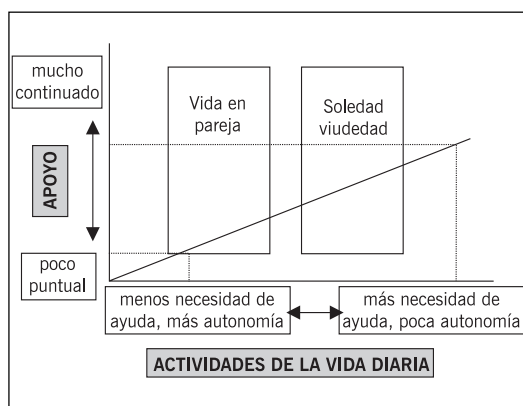 mucho
continuado
Vida en
pareja
Soledad
viudedad
APOYO
poco
puntual
menos necesidad de
ayuda, más autonomía
más necesidad de
ayuda, poca autonomía
ACTIVIDADES DE LA VIDA DIARIA